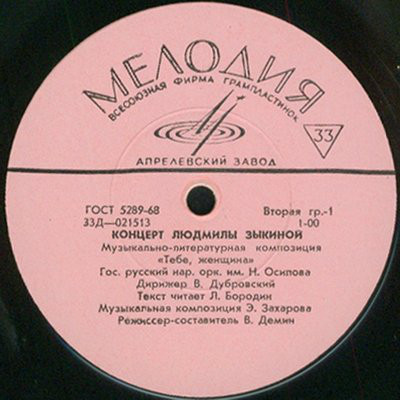 МЕЛОДИЯ
ВСЕСОЮЗНАЯ ФИРМА ГРАМПЛАСТИНОК
33
АПРЕЛЕВСКИЙ ЗАВОД
ГОСТ 5289-68 Вторая гр.-1
33Д—021513 1-00
КОНЦЕРТ ЛЮДМИЛЫ ЗЫКИНОЙ
Музыкально-литературная композиция
«Тебе, женщина»
Гос. русский нар. орк. им. Н. Осипова
Дирижер В. Дубровский
Текст читает Л. Бородин
Музыкальная композиция Э. Захарова
Режиссер-составитель В. Демин